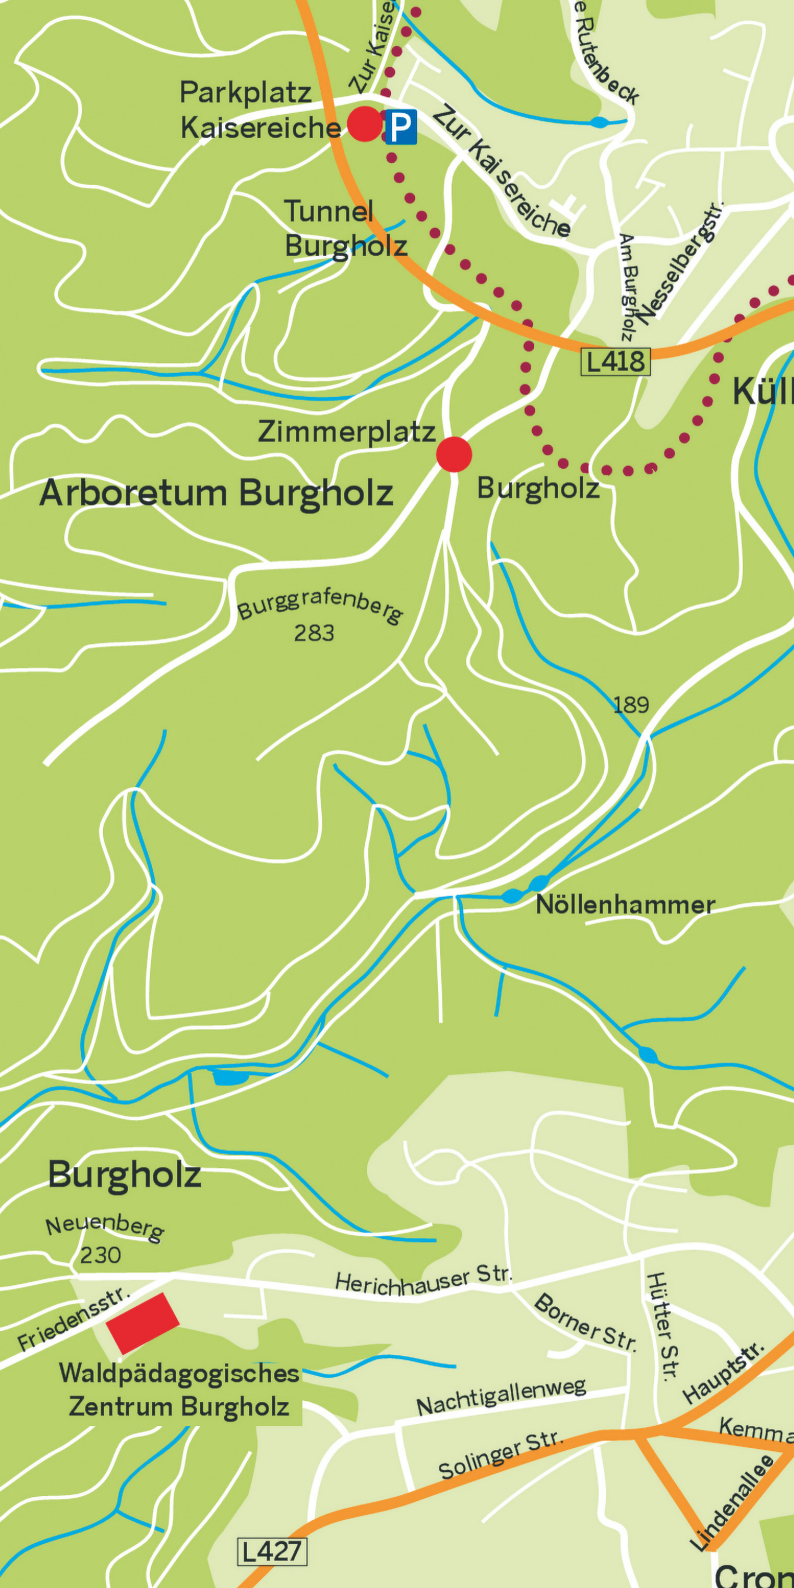 Zur Kaise
e Rutenbeck
Parkplatz
Kaisereiche
P
Zur Kaisereiche
Tunnel
Burgholz
Am Burgholz
Nesselbergstr.
L418
Küll
Zimmerplatz
Arboretum Burgholz
Burgholz
Burggrafenberg
283
189
Nöllenhammer
Burgholz
Neuenberg
230
Friedensstr.
Herichhauser Str.
Borner Str.
Hütter Str.
Waldpädagogisches
Zentrum Burgholz
Nachtigallenweg
Hauptstr.
Solinger Str.
Kemma
Lindenallee
L427
Cron